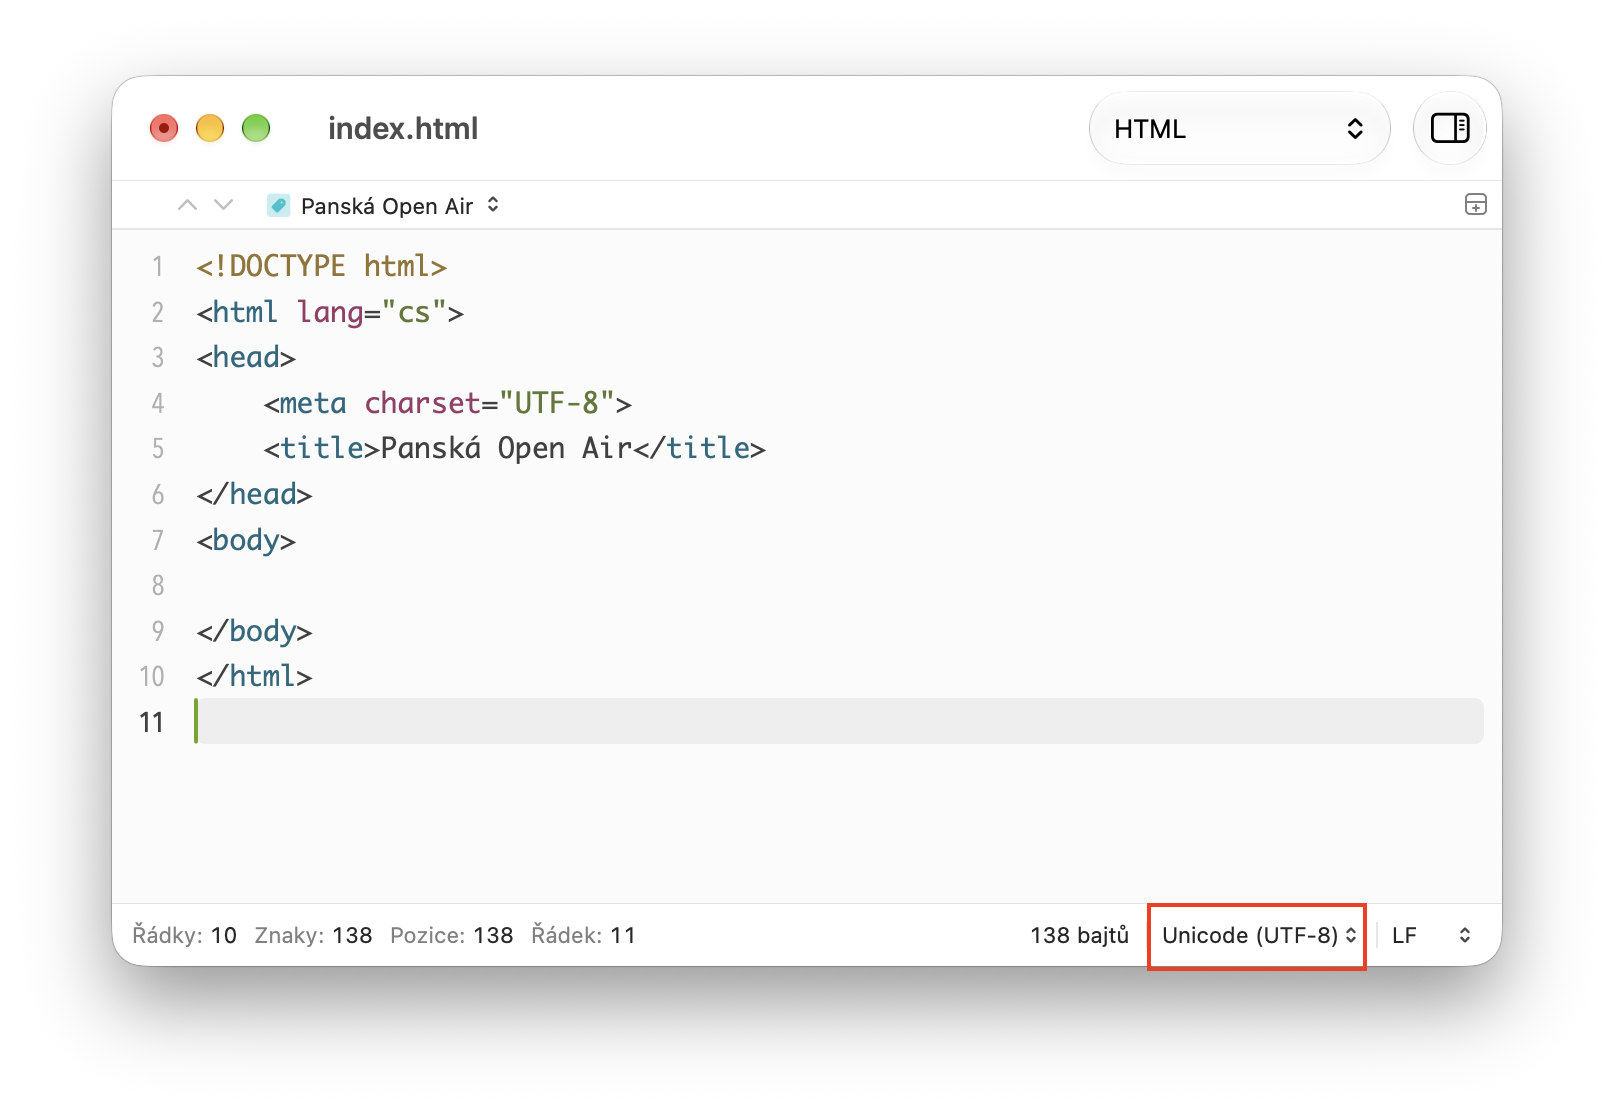 index.html
HTML
Panská Open Air
1 <!DOCTYPE html>
2 <html lang="cs">
3 <head>
4     <meta charset="UTF-8">
5     <title>Panská Open Air</title>
6 </head>
7 <body>
8
9 </body>
10 </html>
11
Řádky: 10 Znaky: 138 Pozice: 138 Řádek: 11 138 bajtů Unicode (UTF-8) LF